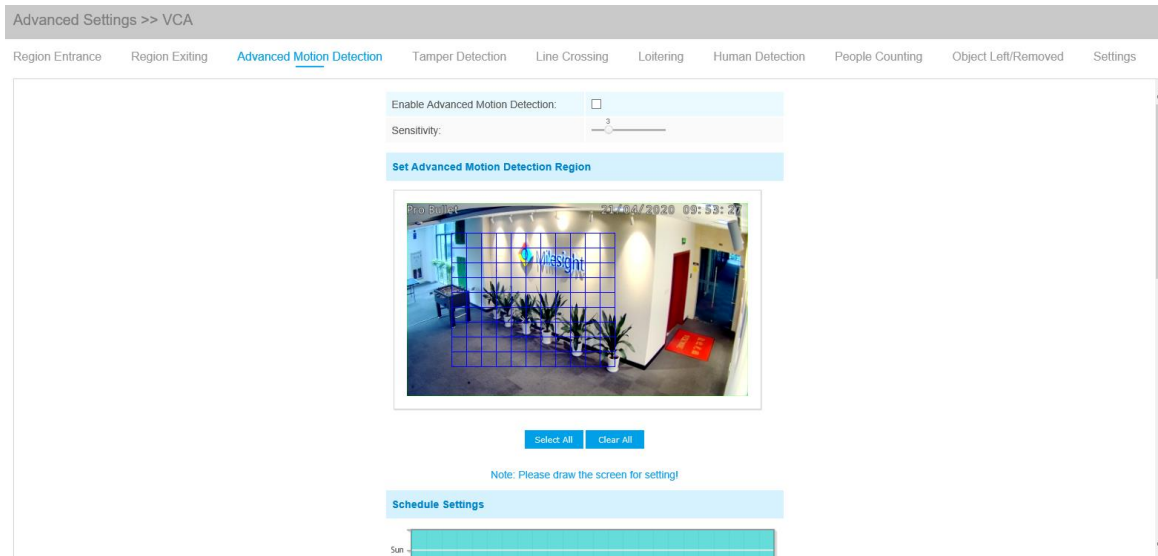 Advanced Settings >> VCA
Region Entrance Region Exiting Advanced Motion Detection Tamper Detection Line Crossing Loitering Human Detection People Counting Object Left/Removed Settings
Enable Advanced Motion Detection:
3
Sensitivity:
Set Advanced Motion Detection Region
Pro Bullet 21/04/2020 09:53:27
Milesight
Select All Clear All
Note: Please draw the screen for setting!
Schedule Settings
Sun